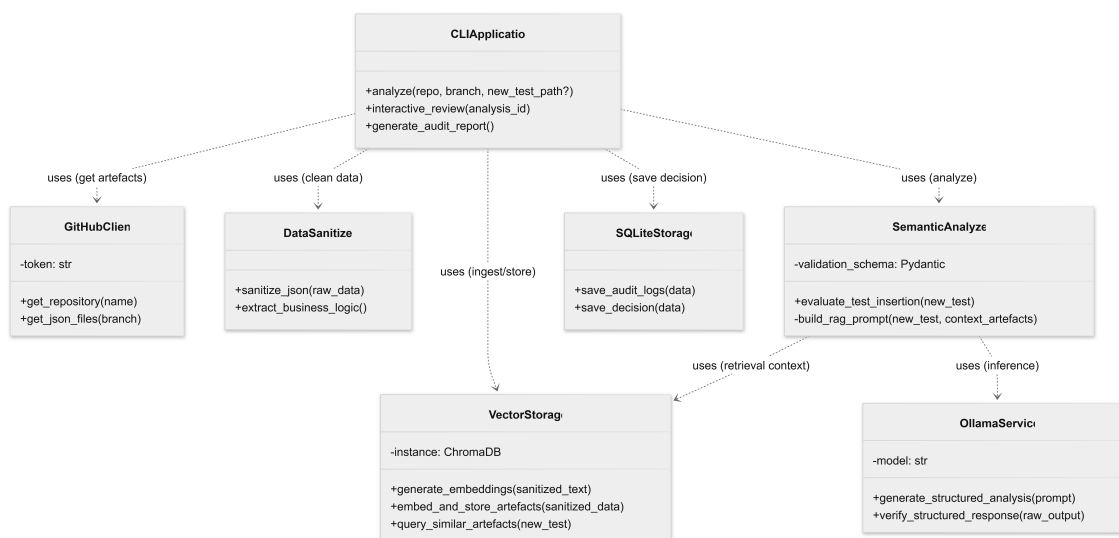 CLIApplicatio
+analyze(repo, branch, new_test_path?)
+interactive_review(analysis_id)
+generate_audit_report()
uses (get artefacts)
uses (clean data)
uses (save decision)
uses (analyze)
GitHubClien
-token: str
+get_repository(name)
+get_json_files(branch)
DataSanitize
+sanitize_json(raw_data)
+extract_business_logic()
uses (ingest/store)
SQLiteStorag
+save_audit_logs(data)
+save_decision(data)
SemanticAnalyze
-validation_schema: Pydantic
+evaluate_test_insertion(new_test)
-build_rag_prompt(new_test, context_artefacts)
uses (retrieval context)
uses (inference)
VectorStorag
-instance: ChromaDB
+generate_embeddings(sanitized_text)
+embed_and_store_artefacts(sanitized_data)
+query_similar_artefacts(new_test)
OllamaServic
-model: str
+generate_structured_analysis(prompt)
+verify_structured_response(raw_output)